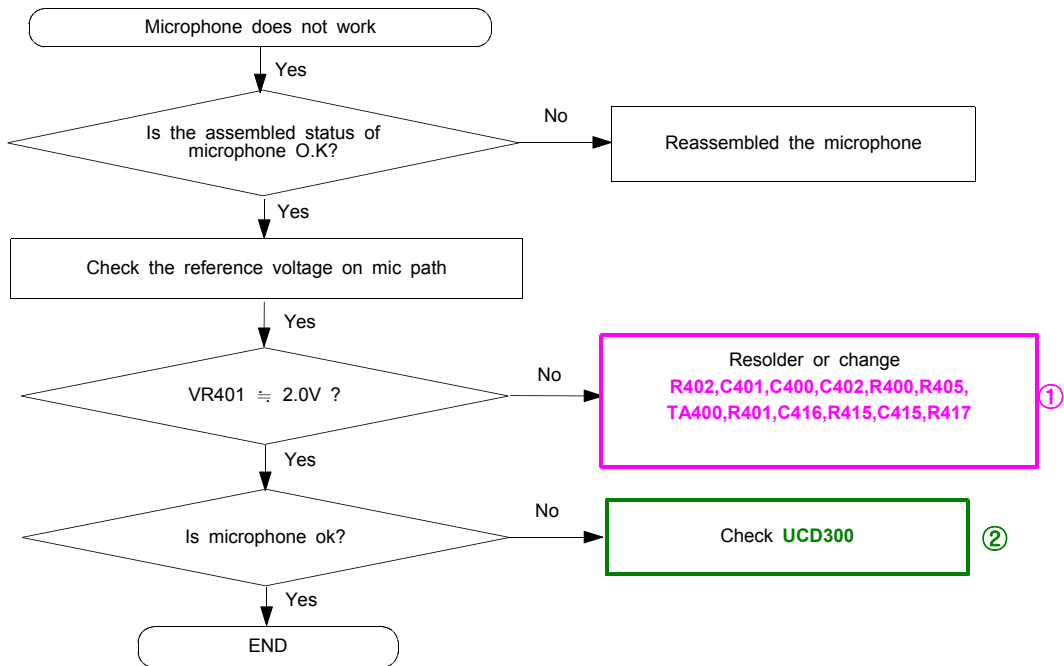 Microphone does not work
Yes
Is the assembled status of
microphone O.K?
No
Reassembled the microphone
Yes
Check the reference voltage on mic path
Yes
VR401 ≒ 2.0V ?
No
Resolder or change
R402,C401,C400,C402,R400,R405,
TA400,R401,C416,R415,C415,R417
①
Yes
Is microphone ok?
No
Check UCD300
②
Yes
END